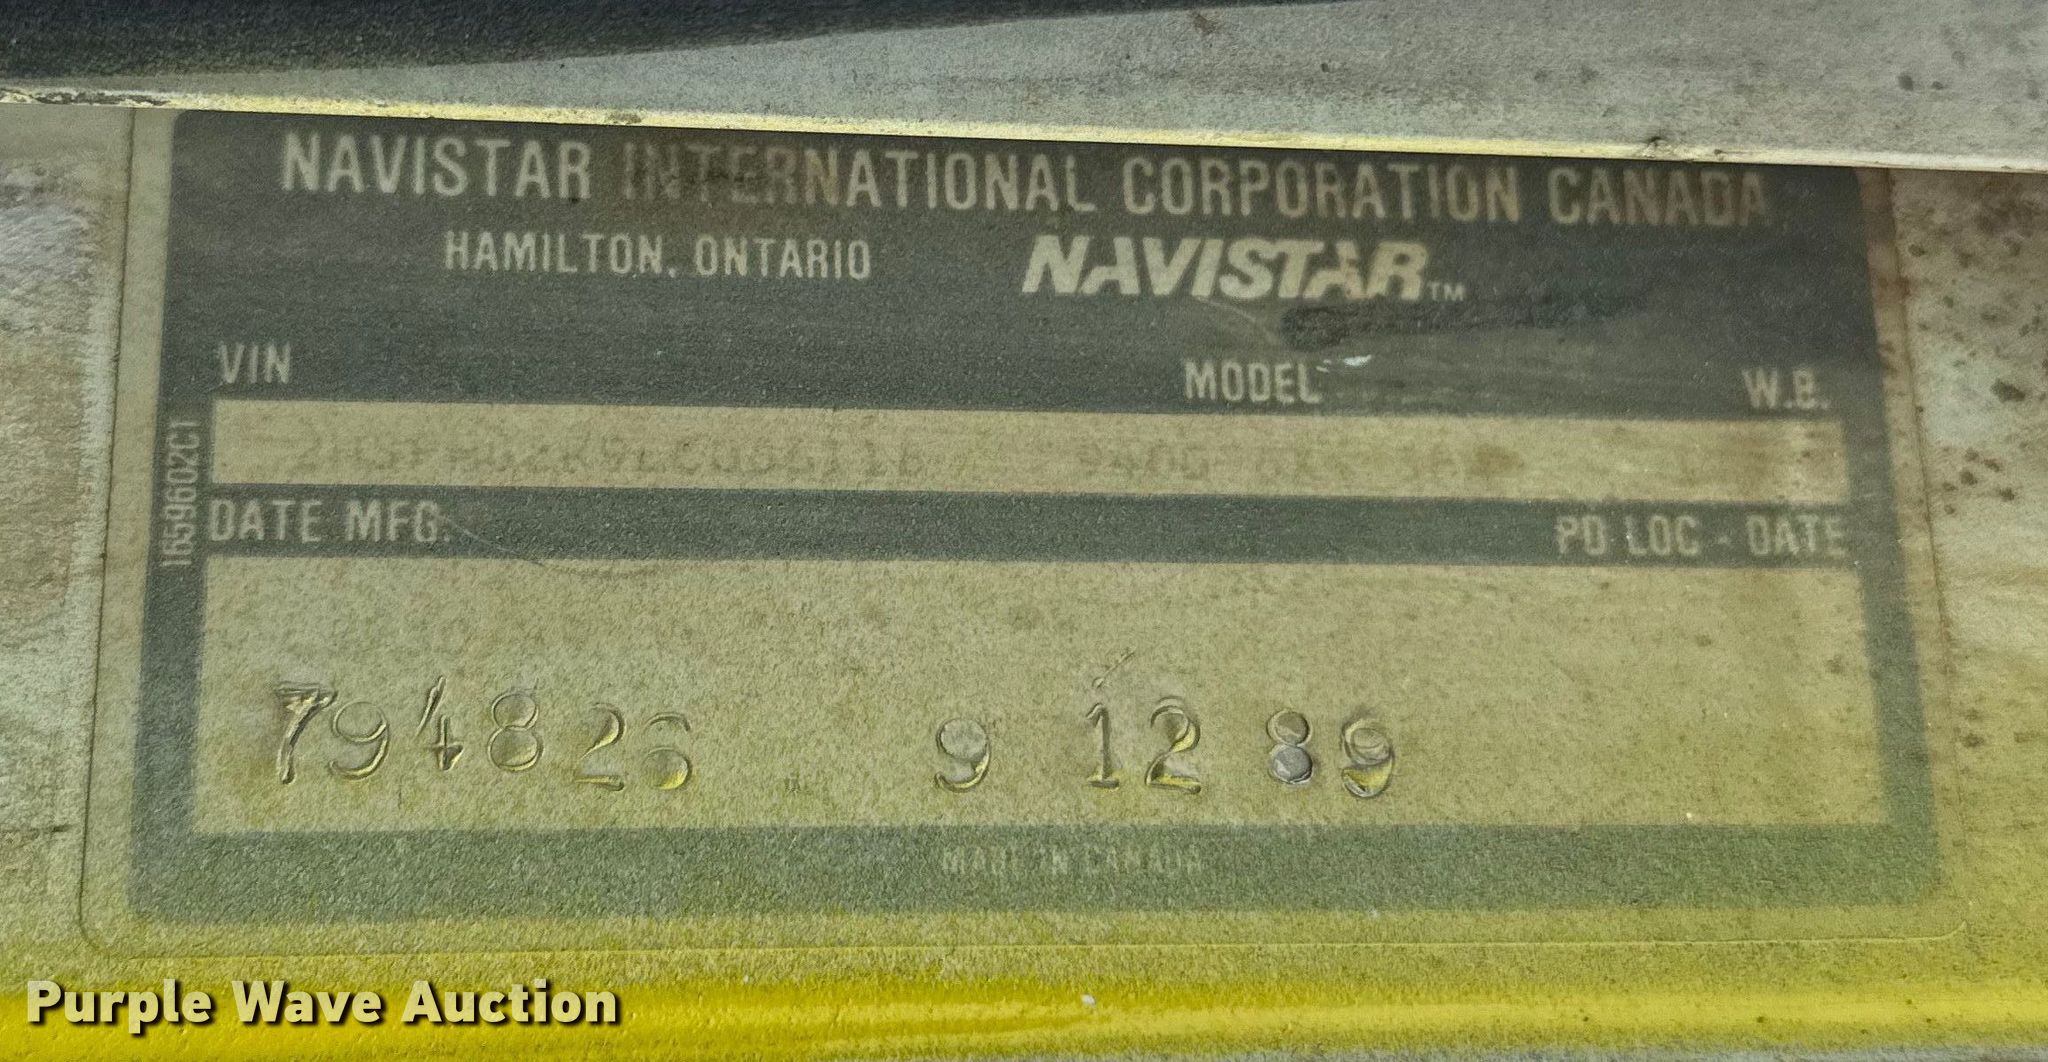 NAVISTAR INTERNATIONAL CORPORATION CANADA
HAMILTON, ONTARIO NAVISTAR™
VIN MODEL W.B.
1659602C1
DATE MFG. PD LOC - DATE
794826 9 12 89
MADE IN CANADA
Purple Wave Auction